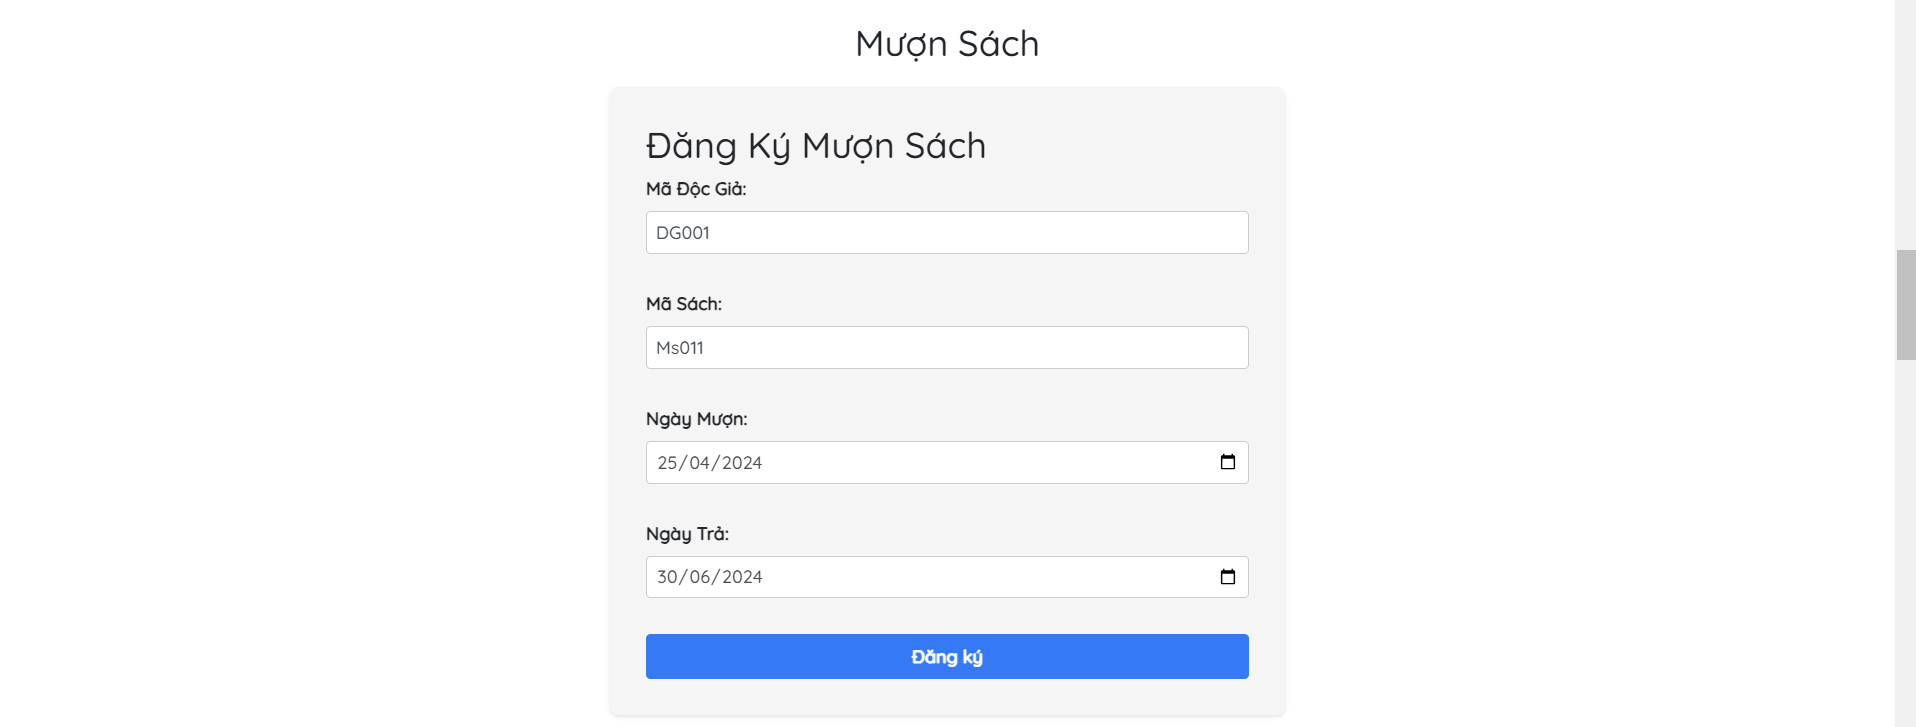 Mượn Sách
Đăng Ký Mượn Sách
Mã Độc Giả:
DG001
Mã Sách:
Ms011
Ngày Mượn:
25/04/2024
Ngày Trả:
30/06/2024
Đăng ký